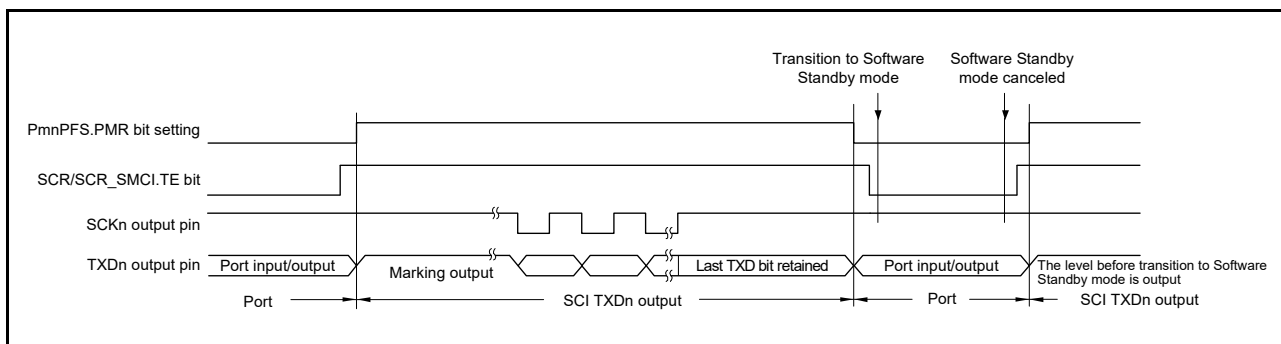 Transition to Software
Standby mode
Software Standby
mode canceled
PmnPFS.PMR bit setting
SCR/SCR_SMCI.TE bit
SCKn output pin
TXDn output pin
Port input/output
Marking output
Last TXD bit retained
Port input/output
The level before transition to Software
Standby mode is output
Port
SCI TXDn output
Port
SCI TXDn output